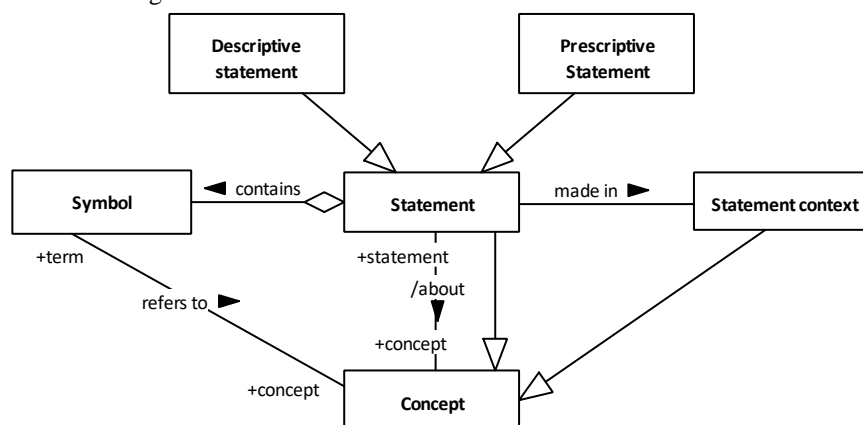 Descriptive
statement
Prescriptive
Statement
contains
made in
Symbol
Statement
Statement context
+term
+statement
/about
refers to
+concept
+concept
Concept